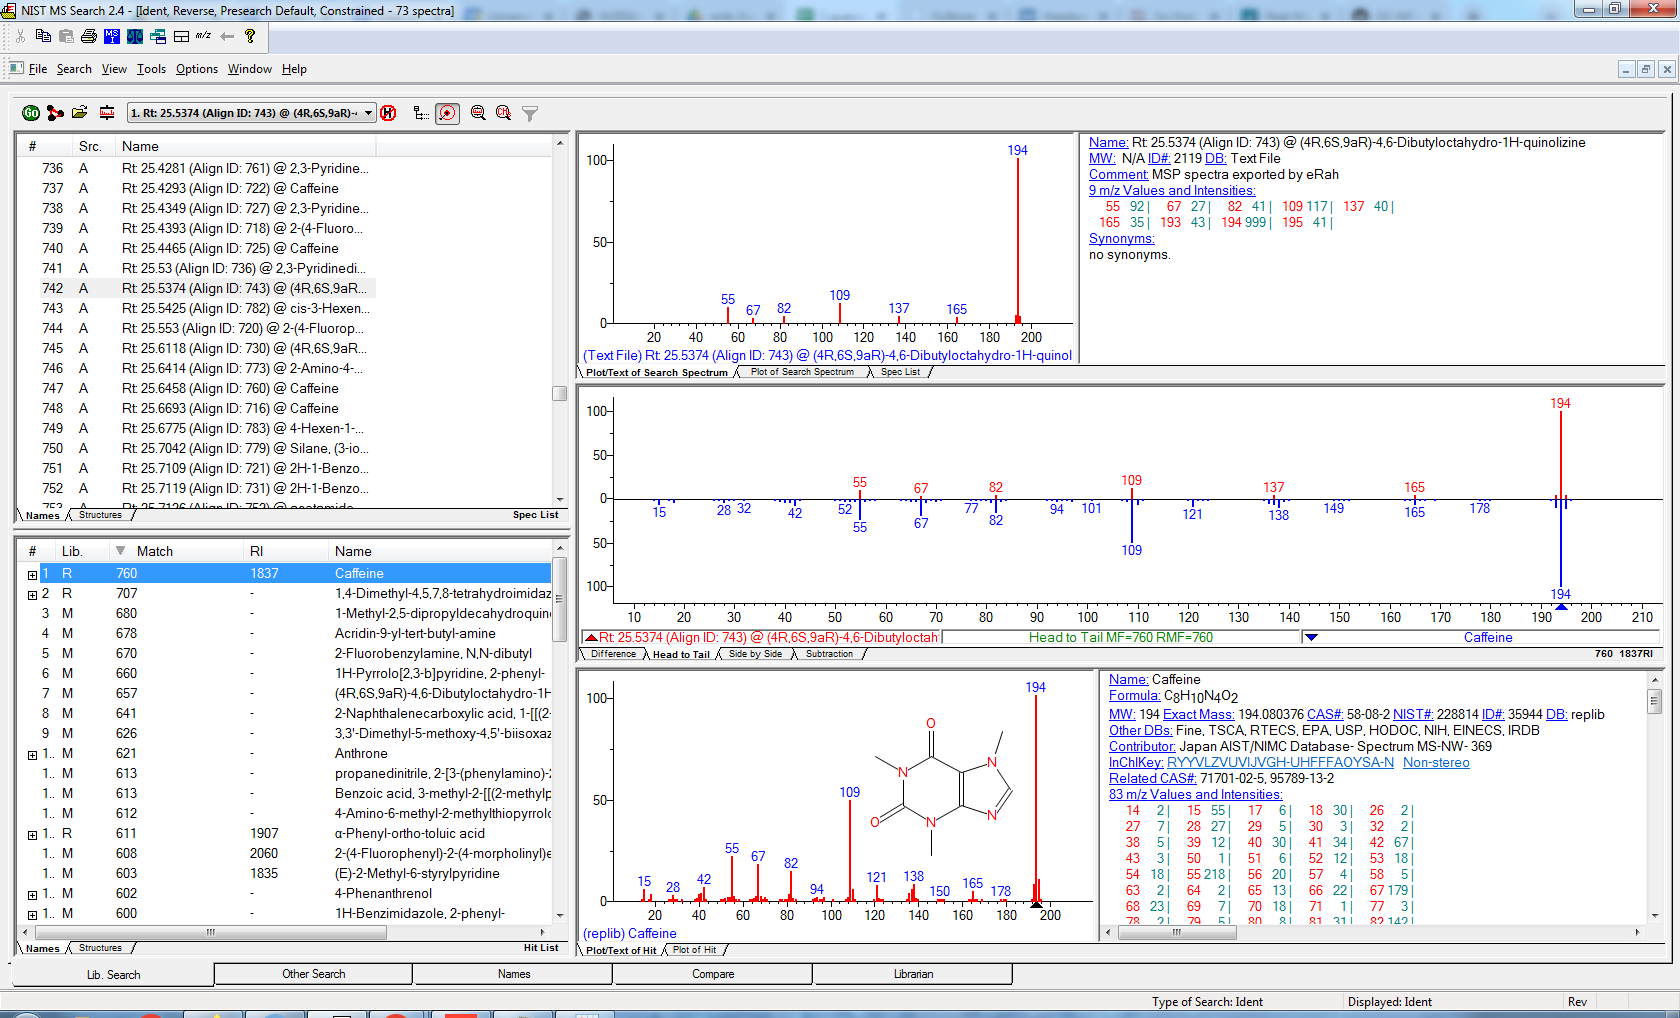 NIST MS Search 2.4 - [Ident, Reverse, Presearch Default, Constrained - 73 spectra]
MS
m/z
File Search View Tools Options Window Help
GO
1. Rt: 25.5374 (Align ID: 743) @ (4R,6S,9aR)-
# Src. Name
736 A Rt: 25.4281 (Align ID: 761) @ 2,3-Pyridine...
737 A Rt: 25.4293 (Align ID: 722) @ Caffeine
738 A Rt: 25.4349 (Align ID: 727) @ 2,3-Pyridine...
739 A Rt: 25.4393 (Align ID: 718) @ 2-(4-Fluoro...
740 A Rt: 25.4465 (Align ID: 725) @ Caffeine
741 A Rt: 25.53 (Align ID: 736) @ 2,3-Pyridinedi...
742 A Rt: 25.5374 (Align ID: 743) @ (4R,6S,9aR...
743 A Rt: 25.5425 (Align ID: 782) @ cis-3-Hexen...
744 A Rt: 25.553 (Align ID: 720) @ 2-(4-Fluorop...
745 A Rt: 25.6118 (Align ID: 730) @ (4R,6S,9aR...
746 A Rt: 25.6414 (Align ID: 773) @ 2-Amino-4-...
747 A Rt: 25.6458 (Align ID: 760) @ Caffeine
748 A Rt: 25.6693 (Align ID: 716) @ Caffeine
749 A Rt: 25.6775 (Align ID: 783) @ 4-Hexen-1-...
750 A Rt: 25.7042 (Align ID: 779) @ Silane, (3-io...
751 A Rt: 25.7109 (Align ID: 721) @ 2H-1-Benzo...
752 A Rt: 25.7119 (Align ID: 731) @ 2H-1-Benzo...
753 A Rt: 25.7126 (Align ID: 752) @ acetamide
Names Structures Spec List
# Lib. Match RI Name
1 R 760 1837 Caffeine
2 R 707 - 1,4-Dimethyl-4,5,7,8-tetrahydroimidaz
3 M 680 - 1-Methyl-2,5-dipropyldecahydroquin
4 M 678 - Acridin-9-yl-tert-butyl-amine
5 M 670 - 2-Fluorobenzylamine, N,N-dibutyl
6 M 660 - 1H-Pyrrolo[2,3-b]pyridine, 2-phenyl-
7 M 657 - (4R,6S,9aR)-4,6-Dibutyloctahydro-1H
8 M 641 - 2-Naphthalenecarboxylic acid, 1-[[(2-
9 M 626 - 3,3'-Dimethyl-5-methoxy-4,5'-biisoxaz
1.. M 621 - Anthrone
1.. M 613 - propanedinitrile, 2-[3-(phenylamino)-2
1.. M 613 - Benzoic acid, 3-methyl-2-[[(2-methylp
1.. M 612 - 4-Amino-6-methyl-2-methylthiopyrrolo
1.. R 611 1907 α-Phenyl-ortho-toluic acid
1.. M 608 2060 2-(4-Fluorophenyl)-2-(4-morpholinyl)e
1.. M 603 1835 (E)-2-Methyl-6-styrylpyridine
1.. M 602 - 4-Phenanthrenol
1.. M 600 - 1H-Benzimidazole, 2-phenyl-
Names Structures Hit List
100
50
0
194
55 67 82 109 137 165
20 40 60 80 100 120 140 160 180 200
(Text File) Rt: 25.5374 (Align ID: 743) @ (4R,6S,9aR)-4,6-Dibutyloctahydro-1H-quinol
Plot/Text of Search Spectrum Plot of Search Spectrum Spec List
Name: Rt: 25.5374 (Align ID: 743) @ (4R,6S,9aR)-4,6-Dibutyloctahydro-1H-quinolizine
MW: N/A ID#: 2119 DB: Text File
Comment: MSP spectra exported by eRah
9 m/z Values and Intensities:
55 92| 67 27| 82 41| 109 117| 137 40|
165 35| 193 43| 194 999| 195 41|
Synonyms:
no synonyms.
100
50
0
50
100
194
55 67 82 109 137 165
15 28 32 42 52 55 67 77 82 94 101 109 121 138 149 165 178 194
10 20 30 40 50 60 70 80 90 100 110 120 130 140 150 160 170 180 190 200 210
Rt: 25.5374 (Align ID: 743) @ (4R,6S,9aR)-4,6-Dibutyloctah Head to Tail MF=760 RMF=760 Caffeine
Difference Head to Tail Side by Side Subtraction 760 1837RI
100
50
0
194
109
55 67 82
15 28 42 94 121 138 150 165 178
20 40 60 80 100 120 140 160 180 200
O
N
N
O
N
N
(replib) Caffeine
Plot/Text of Hit Plot of Hit
Name: Caffeine
Formula: C8H10N4O2
MW: 194 Exact Mass: 194.080376 CAS#: 58-08-2 NIST#: 228814 ID#: 35944 DB: replib
Other DBs: Fine, TSCA, RTECS, EPA, USP, HODOC, NIH, EINECS, IRDB
Contributor: Japan AIST/NIMC Database- Spectrum MS-NW- 369
InChIKey: RYYVLZVUVIJVGH-UHFFFAOYSA-N Non-stereo
Related CAS#: 71701-02-5, 95789-13-2
83 m/z Values and Intensities:
14 2| 15 55| 17 6| 18 30| 26 2|
27 7| 28 27| 29 5| 30 3| 32 2|
38 5| 39 12| 40 30| 41 34| 42 67|
43 3| 50 1| 51 6| 52 12| 53 18|
54 18| 55 218| 56 20| 57 4| 58 5|
63 2| 64 2| 65 13| 66 22| 67 179|
68 23| 69 7| 70 18| 71 1| 77 3|
78 2| 79 5| 80 8| 81 31| 82 142|
Lib. Search Other Search Names Compare Librarian
Type of Search: Ident Displayed: Ident Rev